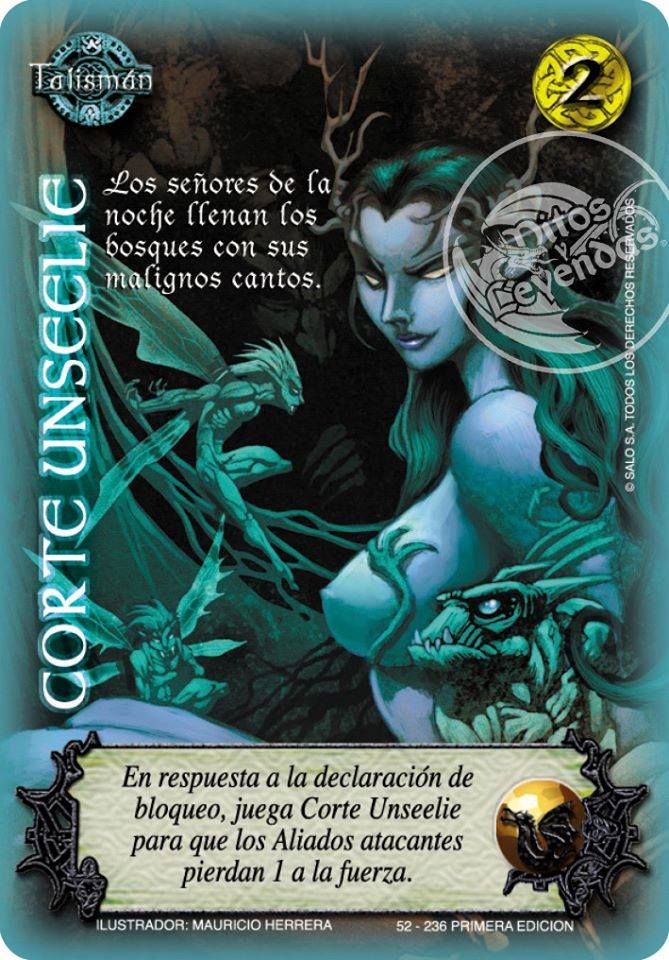 Talismán
2
Los señores de la
noche llenan los
bosques con sus
malignos cantos.
Mitos
y
Leyendas
CORTE UNSEELIE
© SALO S.A. TODOS LOS DERECHOS RESERVADOS
En respuesta a la declaración de
bloqueo, juega Corte Unseelie
para que los Aliados atacantes
pierdan 1 a la fuerza.
ILUSTRADOR: MAURICIO HERRERA
52 - 236 PRIMERA EDICION